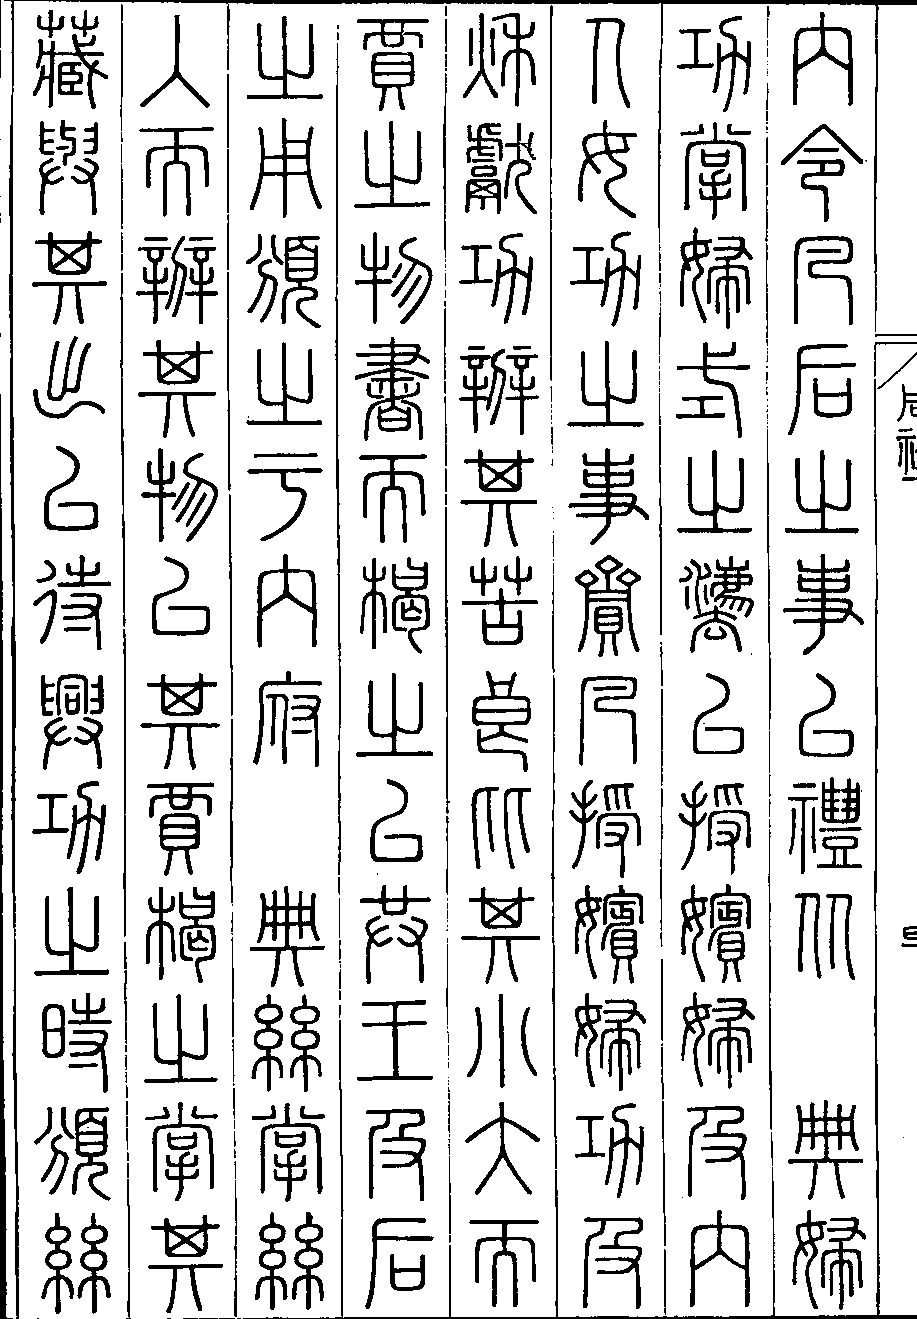 內令凡后之事以禮从　典婦
功掌婦式之灋以授嬪婦及內
人女功之事齎凡授嬪婦功及
秋獻功辨其苦良比其小大而
賈之物書而楬之以共王及后
之用頒之于內府　典絲掌絲
入而辨其物以其賈楬之掌其
藏與其出以待興功之時頒絲